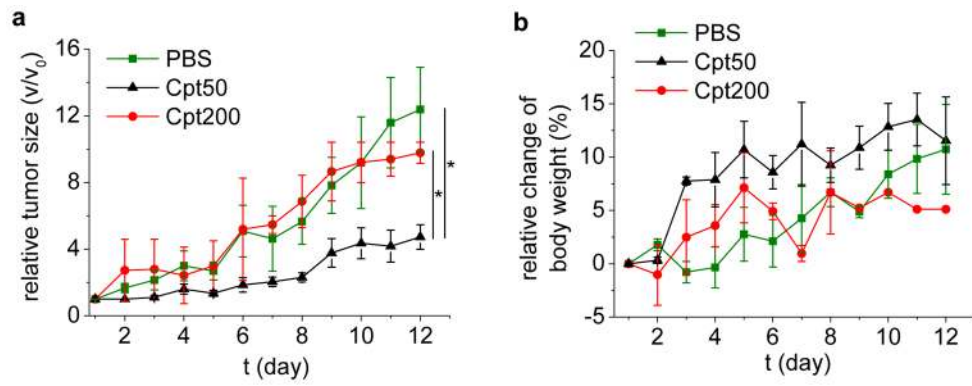 a
PBS
Cpt50
Cpt200
relative tumor size (v/v0)
16
12
8
4
0
*
*
2
4
6
8
10
12
t (day)
b
PBS
Cpt50
Cpt200
relative change of
body weight (%)
20
15
10
5
0
-5
2
4
6
8
10
12
t (day)